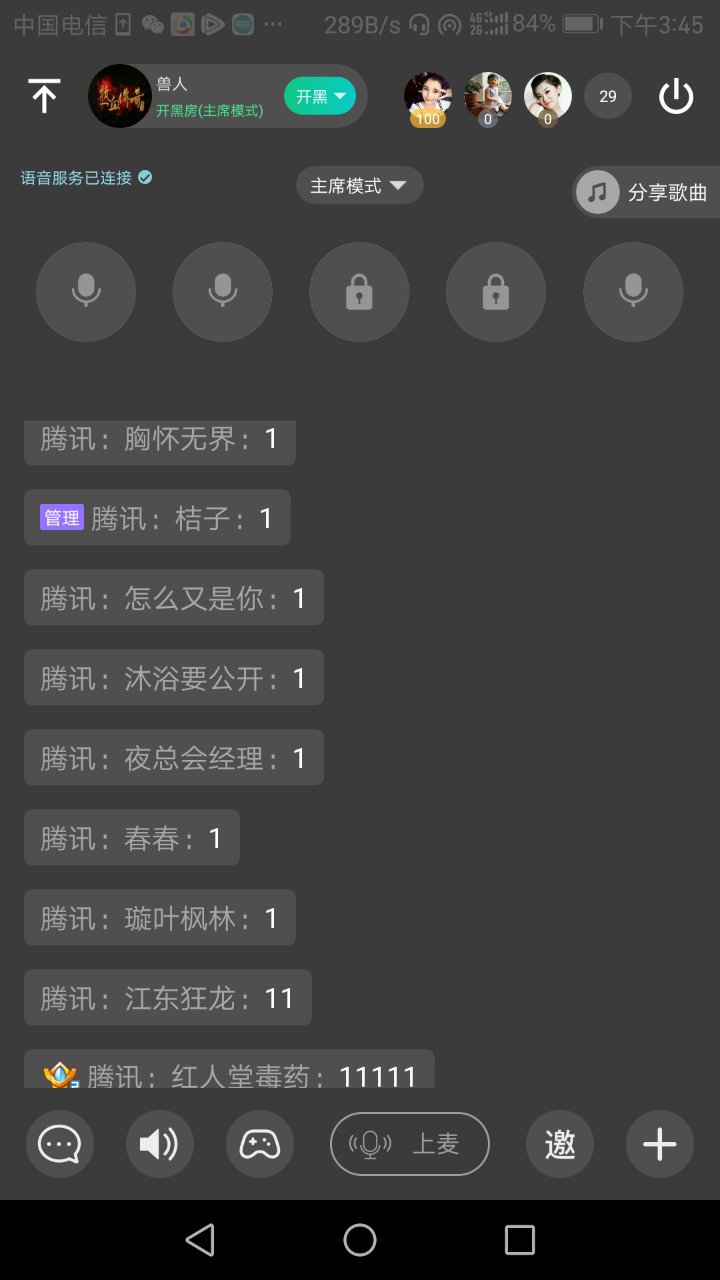 中国电信 289B/s 4G 2G 84% 下午3:45
兽人
开黑房(主席模式)
开黑
100 0 0 29
语音服务已连接
主席模式
分享歌曲
腾讯：胸怀无界：1
管理 腾讯：桔子：1
腾讯：怎么又是你：1
腾讯：沐浴要公开：1
腾讯：夜总会经理：1
腾讯：春春：1
腾讯：璇叶枫林：1
腾讯：江东狂龙：11
腾讯：红人堂毒药：11111
上麦
邀